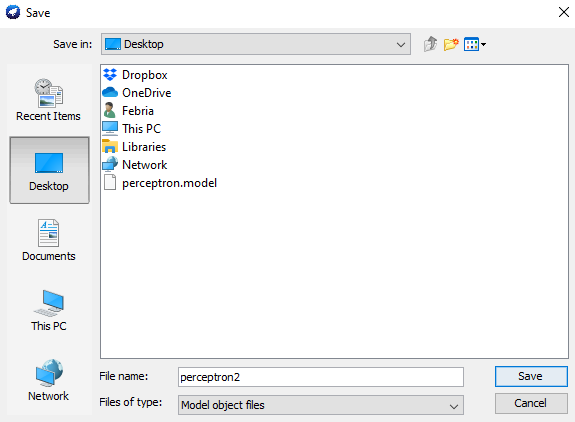 Save
Save in: Desktop
Recent Items
Desktop
Documents
This PC
Network
Dropbox
OneDrive
Febria
This PC
Libraries
Network
perceptron.model
File name: perceptron2 Save
Files of type: Model object files Cancel